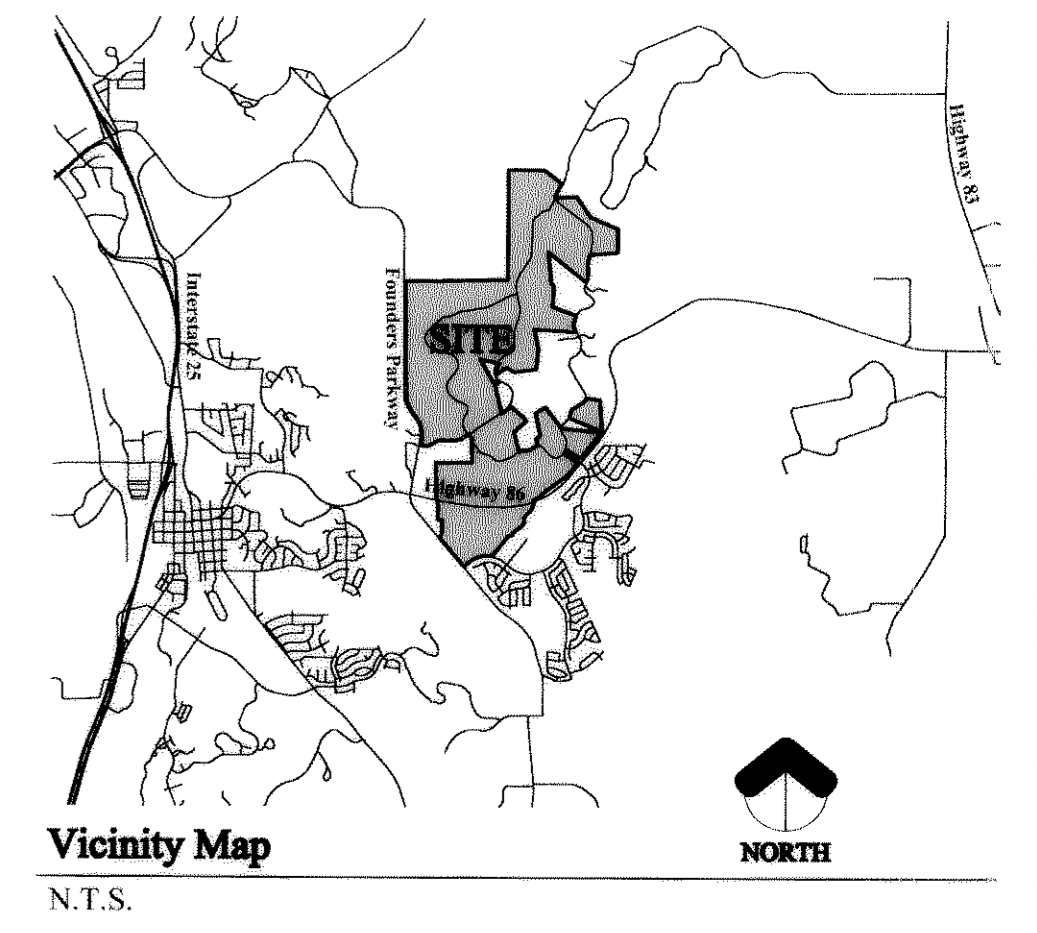 Highway 83
Interstate 25
Founders Parkway
SITE
Highway 86
Vicinity Map
NORTH
N.T.S.